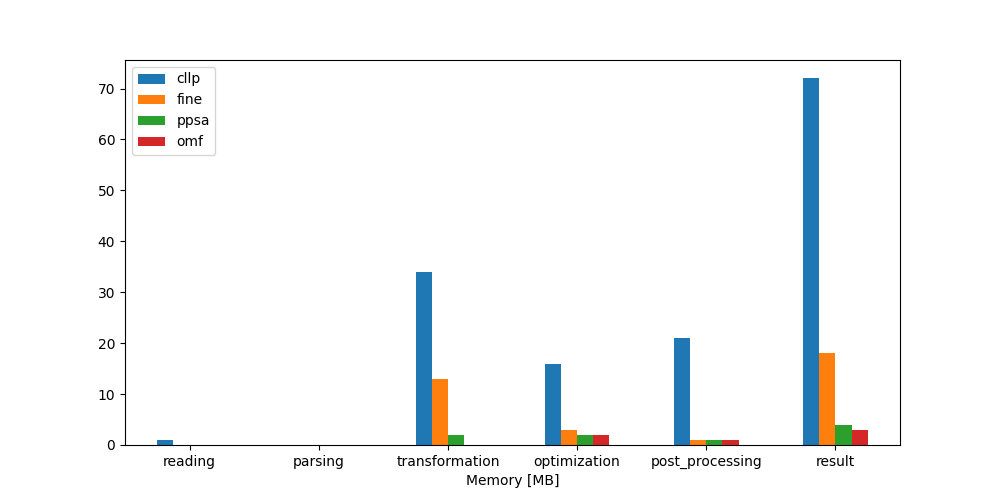 cllp
fine
ppsa
omf
70
60
50
40
30
20
10
0
reading parsing transformation optimization post_processing result
Memory [MB]